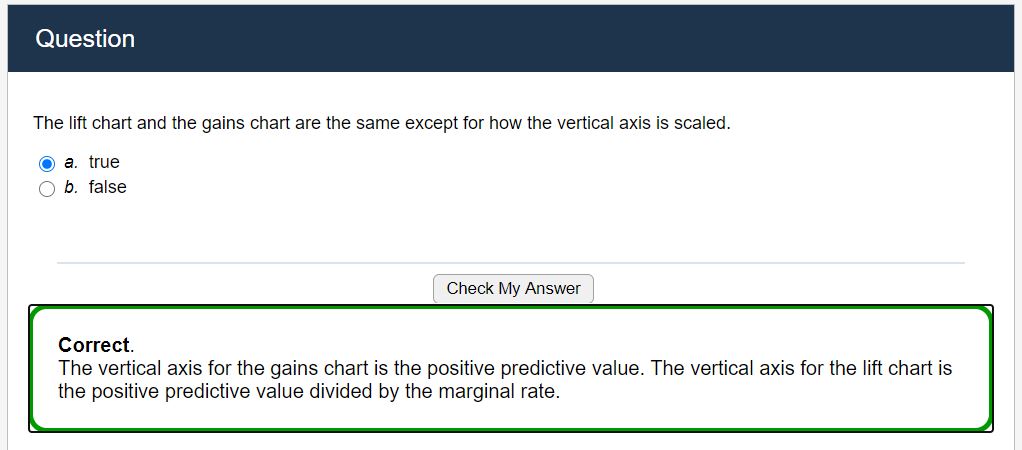 Question
The lift chart and the gains chart are the same except for how the vertical axis is scaled.
a. true
b. false
Check My Answer
Correct.
The vertical axis for the gains chart is the positive predictive value. The vertical axis for the lift chart is
the positive predictive value divided by the marginal rate.